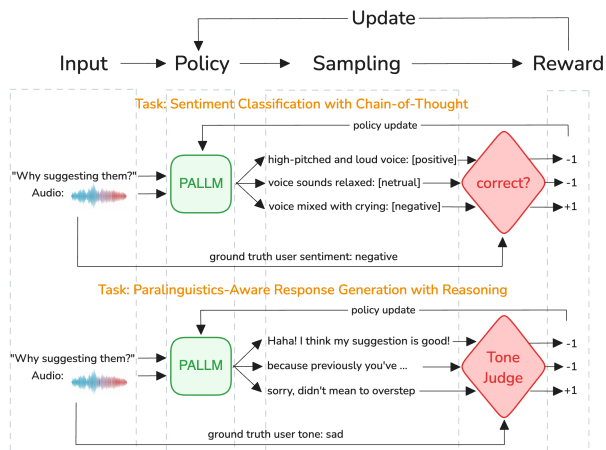 Update
Input
Policy
Sampling
Reward
Task: Sentiment Classification with Chain-of-Thought
policy update
"Why suggesting them?"
Audio:
PALLM
high-pitched and loud voice: [positive]
voice sounds relaxed: [netrual]
voice mixed with crying: [negative]
correct?
-1
-1
+1
ground truth user sentiment: negative
Task: Paralinguistics-Aware Response Generation with Reasoning
policy update
"Why suggesting them?"
Audio:
PALLM
Haha! I think my suggestion is good!
because previously you've ...
sorry, didn't mean to overstep
Tone
Judge
-1
-1
+1
ground truth user tone: sad